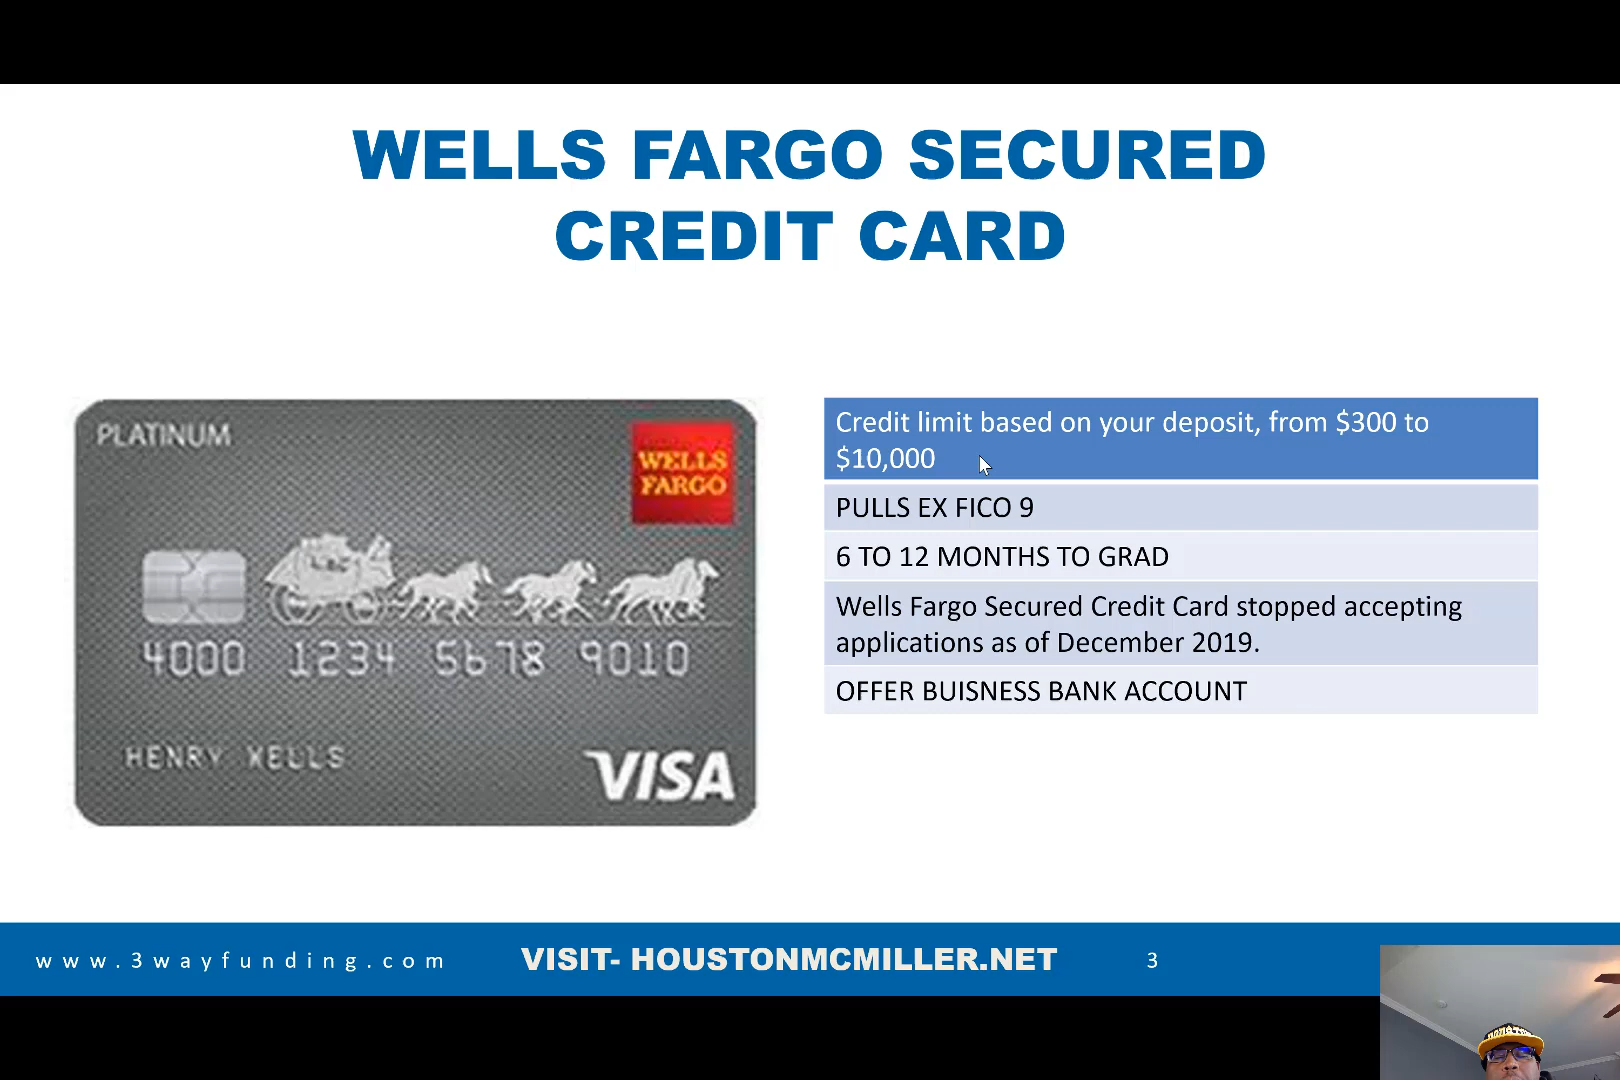 WELLS FARGO SECURED
CREDIT CARD
PLATINUM
WELLS
FARGO
4000 1234 5678 9010
HENRY XELLS
VISA
Credit limit based on your deposit, from $300 to
$10,000
PULLS EX FICO 9
6 TO 12 MONTHS TO GRAD
Wells Fargo Secured Credit Card stopped accepting
applications as of December 2019.
OFFER BUISNESS BANK ACCOUNT
www.3wayfunding.com
VISIT- HOUSTONMCMILLER.NET
3